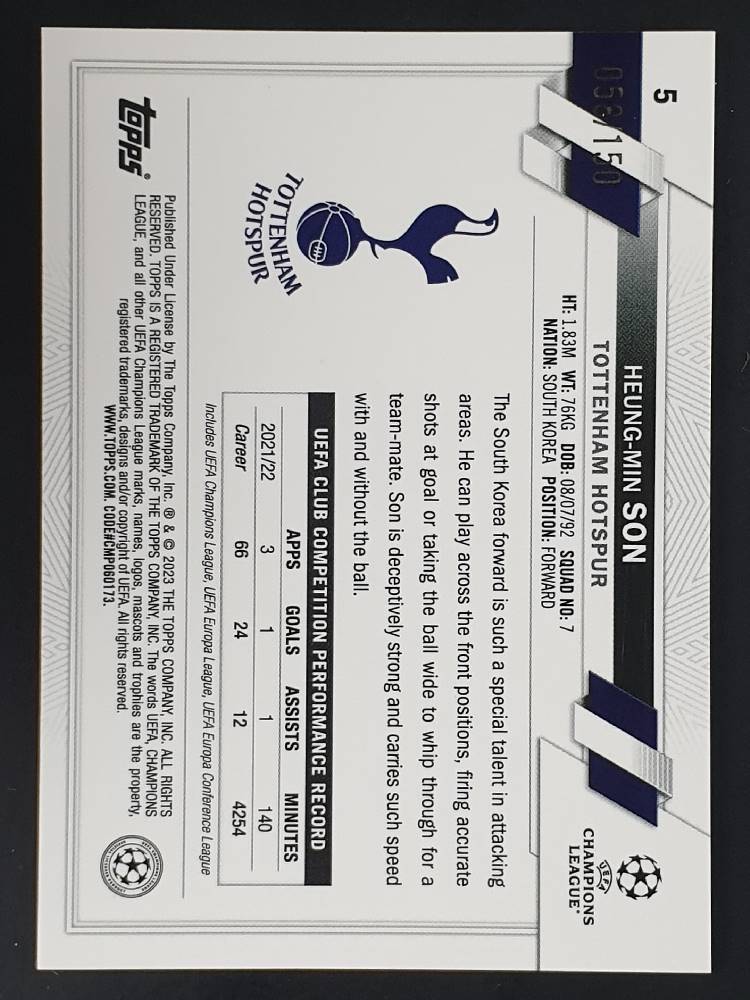 5
053/150
HEUNG-MIN SON
TOTTENHAM HOTSPUR
HT: 1.83M WT: 76KG DOB: 08/07/92 SQUAD NO: 7
NATION: SOUTH KOREA POSITION: FORWARD
UEFA
CHAMPIONS
LEAGUE®
TOTTENHAM
HOTSPUR
The South Korea forward is such a special talent in attacking
areas. He can play across the front positions, firing accurate
shots at goal or taking the ball wide to whip through for a
team-mate. Son is deceptively strong and carries such speed
with and without the ball.
UEFA CLUB COMPETITION PERFORMANCE RECORD
APPS GOALS ASSISTS MINUTES
2021/22 3 1 1 140
Career 66 24 12 4254
Includes UEFA Champions League, UEFA Europa League, UEFA Europa Conference League
topps®
Published Under License by The Topps Company, Inc. ® & © 2023 THE TOPPS COMPANY, INC. ALL RIGHTS
RESERVED. TOPPS IS A REGISTERED TRADEMARK OF THE TOPPS COMPANY, INC. The words UEFA, CHAMPIONS
LEAGUE, and all other UEFA Champions League marks, names, logos, mascots and trophies are the property,
registered trademarks, designs and/or copyright of UEFA. All rights reserved.
WWW.TOPPS.COM. CODE#CMP060173.